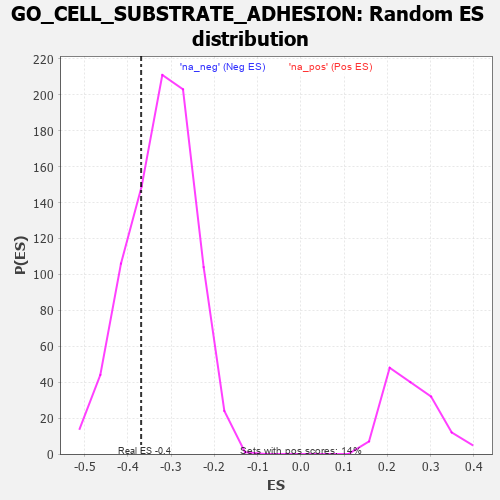 GO_CELL_SUBSTRATE_ADHESION: Random ES
distribution
'na_neg' (Neg ES) 'na_pos' (Pos ES)
220
200
180
160
140
120
100
80
60
40
20
0
P(ES)
Real ES -0.4 Sets with pos scores: 14%
-0.5 -0.4 -0.3 -0.2 -0.1 0.0 0.1 0.2 0.3 0.4
ES